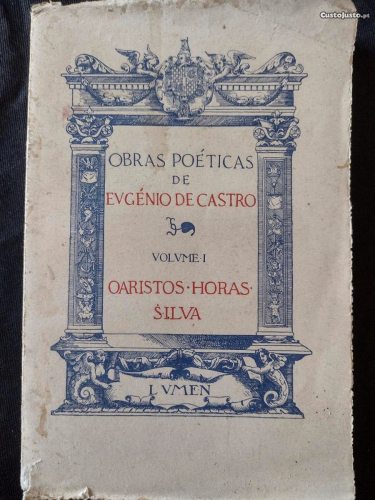 CustoJusto.pt
OBRAS POÉTICAS
DE
EVGÉNIO DE CASTRO
VOLVME·I
OARISTOS·HORAS·
SILVA
LVMEN